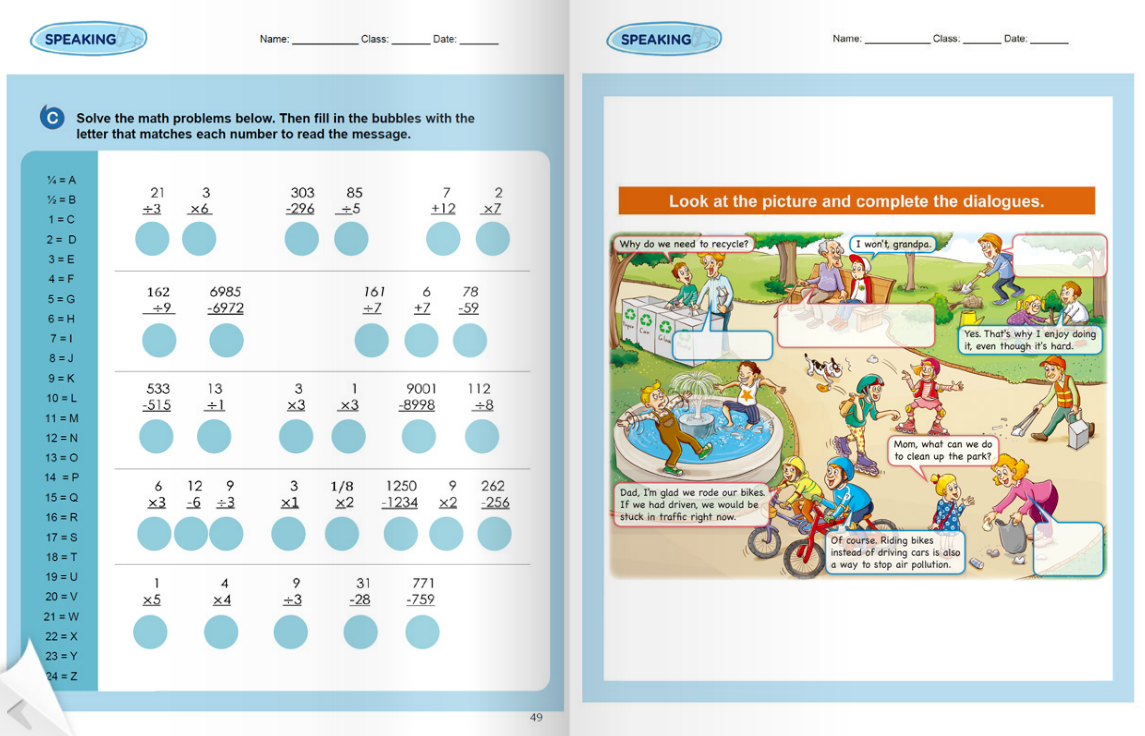 SPEAKING
Name: ____________ Class: _______ Date: _______
C
Solve the math problems below. Then fill in the bubbles with the
letter that matches each number to read the message.
¼ = A
½ = B
1 = C
2 = D
3 = E
4 = F
5 = G
6 = H
7 = I
8 = J
9 = K
10 = L
11 = M
12 = N
13 = O
14 = P
15 = Q
16 = R
17 = S
18 = T
19 = U
20 = V
21 = W
22 = X
23 = Y
24 = Z
21 3 303 85 7 2
÷3 ×6 -296 ÷5 +12 ×7
162 6985 161 6 78
÷9 -6972 ÷7 +7 -59
533 13 3 1 9001 112
-515 ÷1 ×3 ×3 -8998 ÷8
6 12 9 3 1/8 1250 9 262
×3 -6 ÷3 ×1 ×2 -1234 ×2 -256
1 4 9 31 771
×5 ×4 ÷3 -28 -759
49
SPEAKING
Name: ____________ Class: _______ Date: _______
Look at the picture and complete the dialogues.
Why do we need to recycle?
I won't, grandpa.
Paper
Can
Glass
Yes. That's why I enjoy doing
it, even though it's hard.
Mom, what can we do
to clean up the park?
Dad, I'm glad we rode our bikes.
If we had driven, we would be
stuck in traffic right now.
Of course. Riding bikes
instead of driving cars is also
a way to stop air pollution.